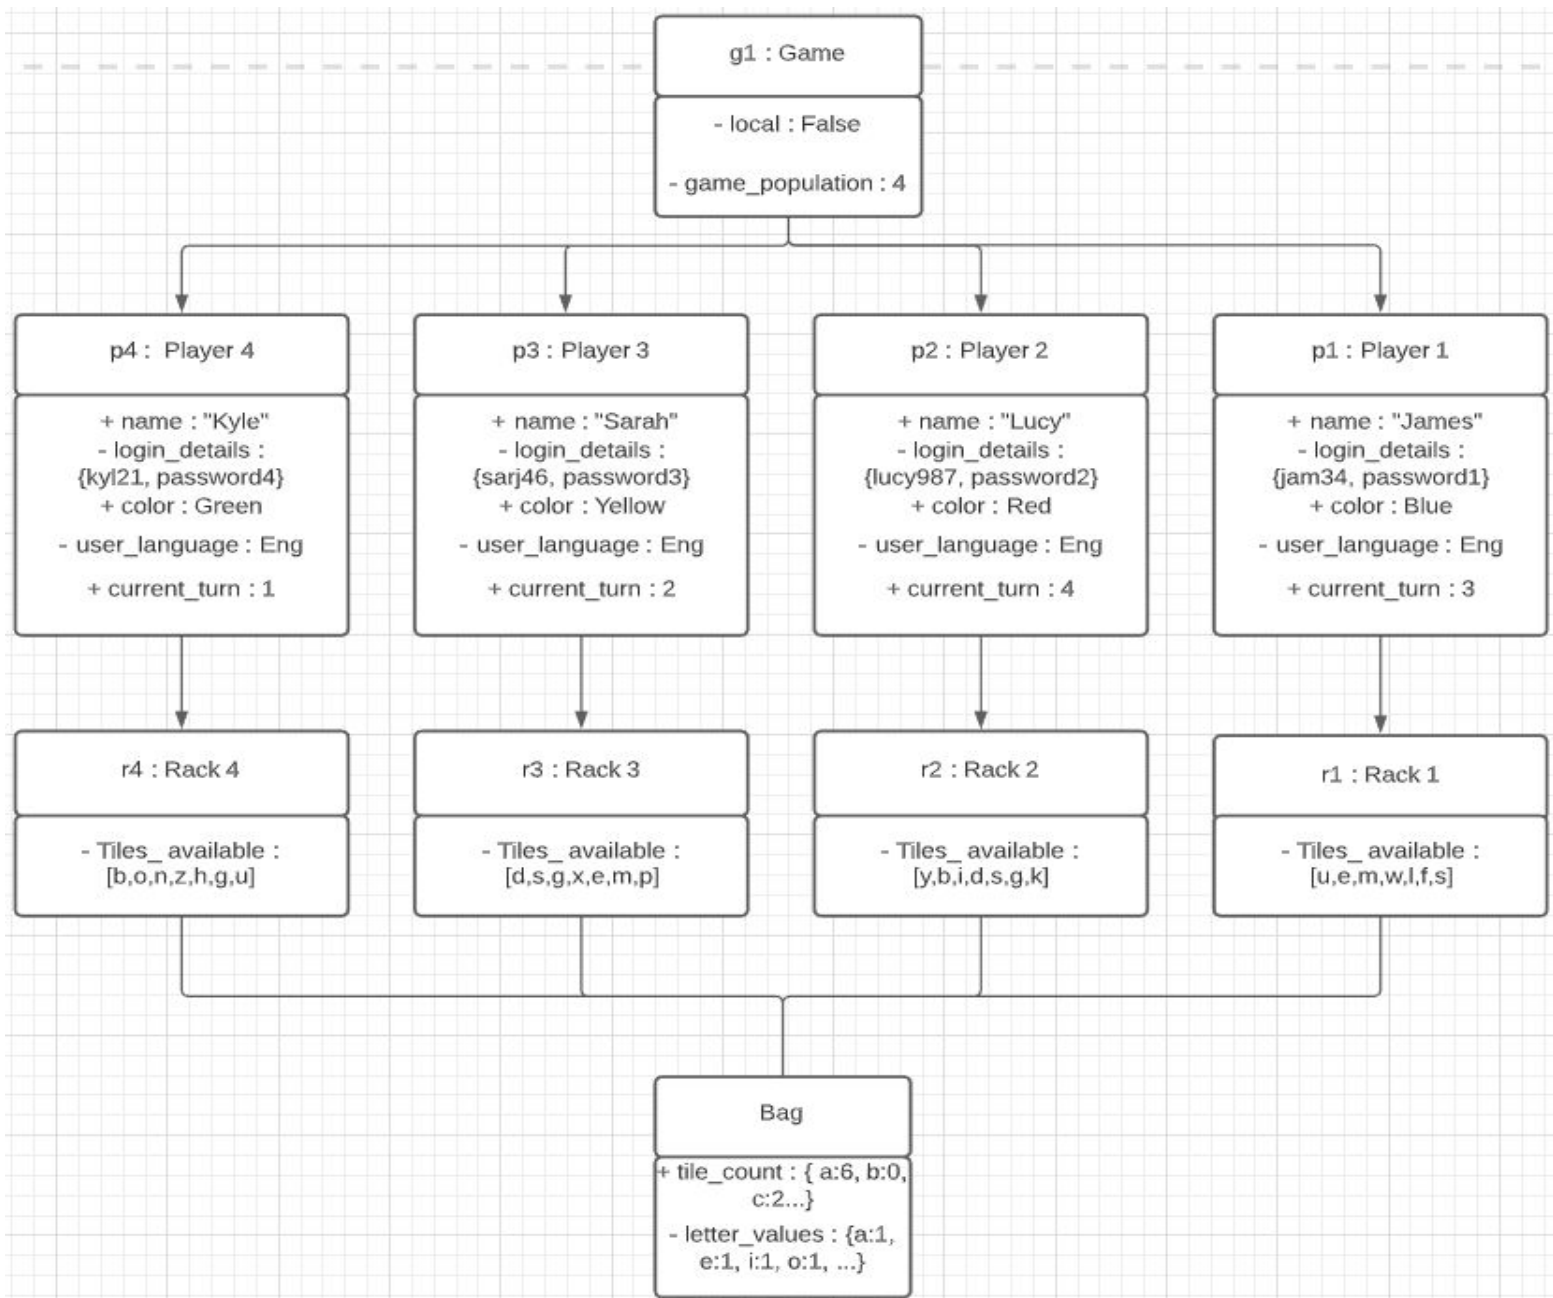 g1 : Game
- local : False
- game_population : 4
p4 :  Player 4
+ name : "Kyle"
- login_details :
{kyl21, password4}
+ color : Green
- user_language : Eng
+ current_turn : 1
p3 : Player 3
+ name : "Sarah"
- login_details :
{sarj46, password3}
+ color : Yellow
- user_language : Eng
+ current_turn : 2
p2 : Player 2
+ name : "Lucy"
- login_details :
{lucy987, password2}
+ color : Red
- user_language : Eng
+ current_turn : 4
p1 : Player 1
+ name : "James"
- login_details :
{jam34, password1}
+ color : Blue
- user_language : Eng
+ current_turn : 3
r4 : Rack 4
- Tiles_ available :
[b,o,n,z,h,g,u]
r3 : Rack 3
- Tiles_ available :
[d,s,g,x,e,m,p]
r2 : Rack 2
- Tiles_ available :
[y,b,i,d,s,g,k]
r1 : Rack 1
- Tiles_ available :
[u,e,m,w,l,f,s]
Bag
+ tile_count : { a:6, b:0,
c:2...}
- letter_values : {a:1,
e:1, i:1, o:1, ...}